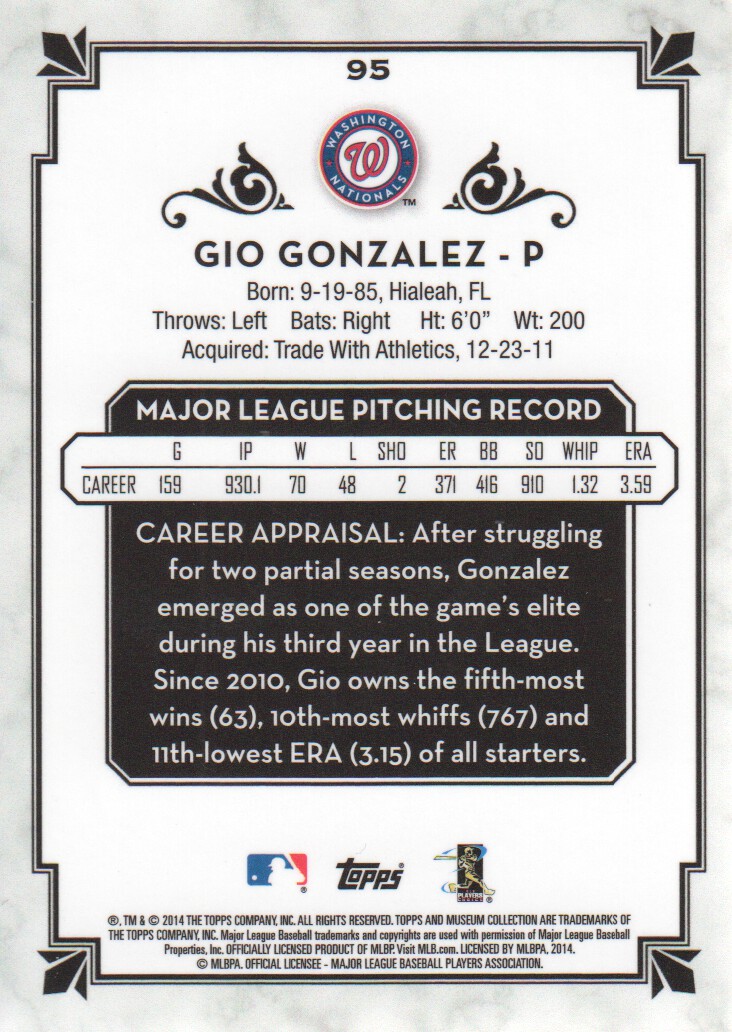 95
WASHINGTON
NATIONALS
W
TM
GIO GONZALEZ - P
Born: 9-19-85, Hialeah, FL
Throws: Left Bats: Right Ht: 6'0" Wt: 200
Acquired: Trade With Athletics, 12-23-11
MAJOR LEAGUE PITCHING RECORD
G IP W L SHO ER BB SO WHIP ERA
CAREER 159 930.1 70 48 2 371 416 910 1.32 3.59
CAREER APPRAISAL: After struggling
for two partial seasons, Gonzalez
emerged as one of the game's elite
during his third year in the League.
Since 2010, Gio owns the fifth-most
wins (63), 10th-most whiffs (767) and
11th-lowest ERA (3.15) of all starters.
® topps® PLAYERS CHOICE ®
®, TM & © 2014 THE TOPPS COMPANY, INC. ALL RIGHTS RESERVED. TOPPS AND MUSEUM COLLECTION ARE TRADEMARKS OF
THE TOPPS COMPANY, INC. Major League Baseball trademarks and copyrights are used with permission of Major League Baseball
Properties, Inc. OFFICIALLY LICENSED PRODUCT OF MLBP. Visit MLB.com. LICENSED BY MLBPA, 2014.
© MLBPA. OFFICIAL LICENSEE - MAJOR LEAGUE BASEBALL PLAYERS ASSOCIATION.